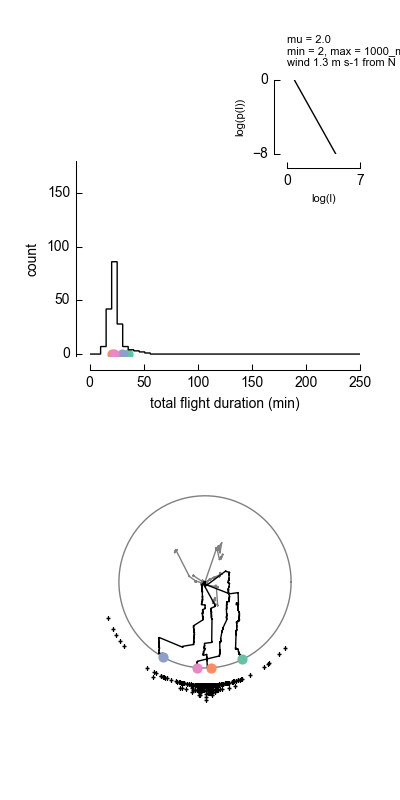 mu = 2.0
min = 2, max = 1000_m
wind 1.3 m s-1 from N
0
−8
log(p(l))
0 7
log(l)
150
100
50
0
count
0 50 100 150 200 250
total flight duration (min)